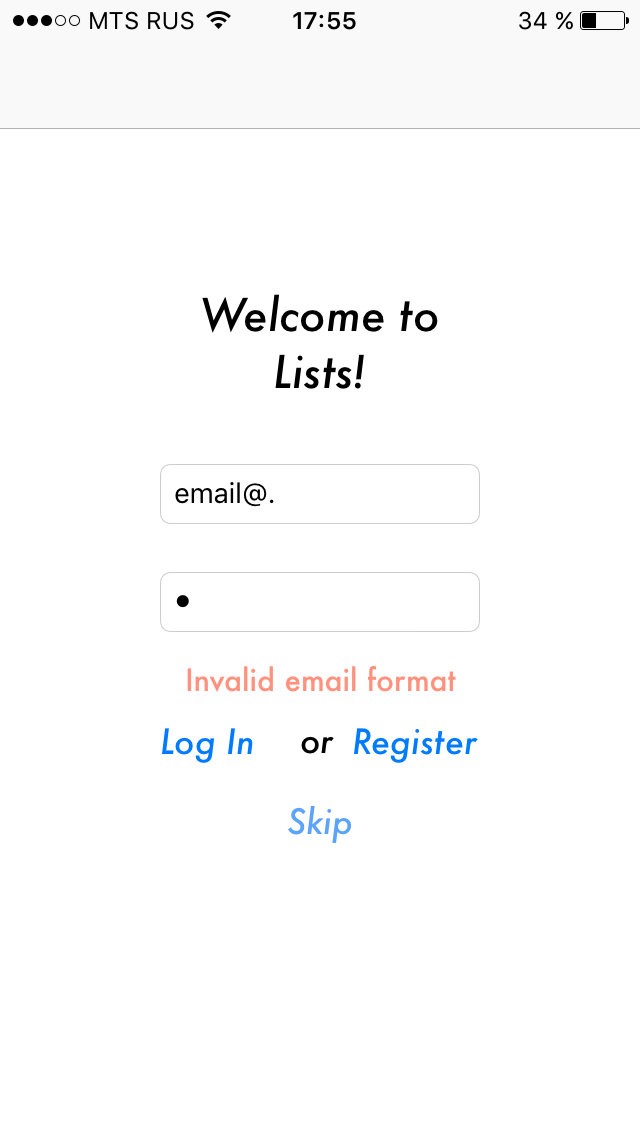 MTS RUS 17:55 34 %
Welcome to
Lists!
email@.
•
Invalid email format
Log In or Register
Skip